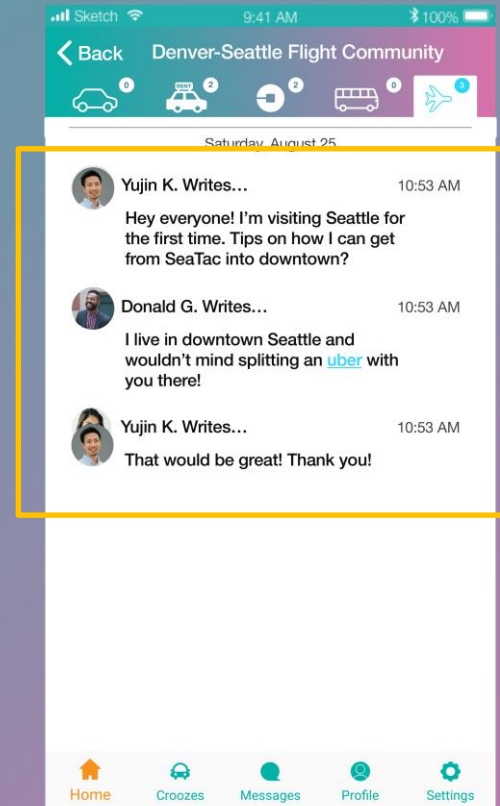 Sketch 9:41 AM 100%
Back Denver-Seattle Flight Community
0 RENT 2 2 0 3
Saturday, August 25
Yujin K. Writes… 10:53 AM
Hey everyone! I’m visiting Seattle for
the first time. Tips on how I can get
from SeaTac into downtown?
Donald G. Writes… 10:53 AM
I live in downtown Seattle and
wouldn’t mind splitting an uber with
you there!
Yujin K. Writes… 10:53 AM
That would be great! Thank you!
Home Croozes Messages Profile Settings